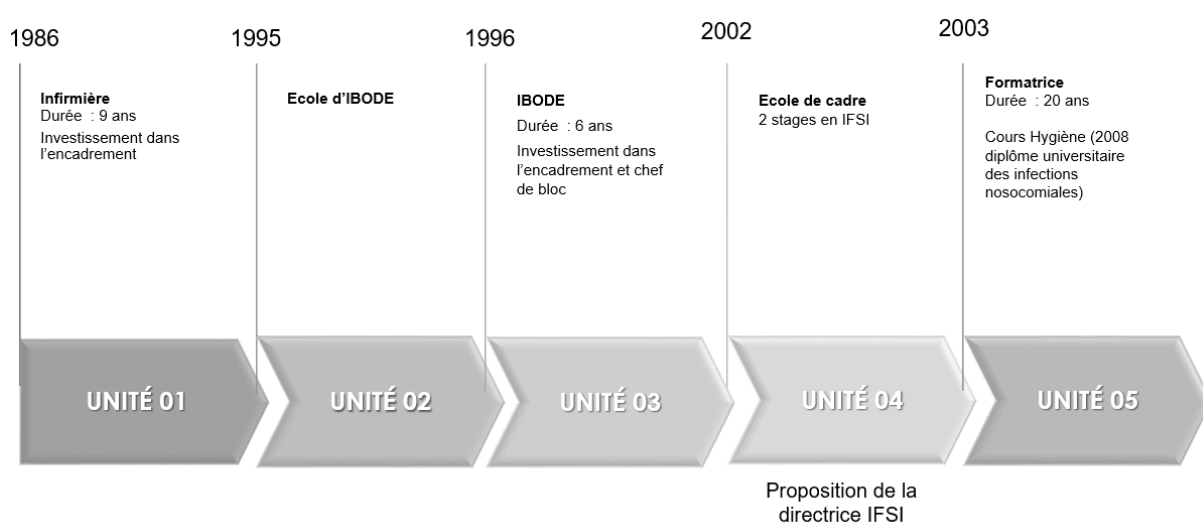 1986
1995
1996
2002
2003
Infirmière
Durée : 9 ans
Investissement dans
l'encadrement
Ecole d'IBODE
IBODE
Durée : 6 ans
Investissement dans
l'encadrement et chef
de bloc
Ecole de cadre
2 stages en IFSI
Formatrice
Durée : 20 ans
Cours Hygiène (2008
diplôme universitaire
des infections
nosocomiales)
UNITÉ 01
UNITÉ 02
UNITÉ 03
UNITÉ 04
UNITÉ 05
Proposition de la
directrice IFSI